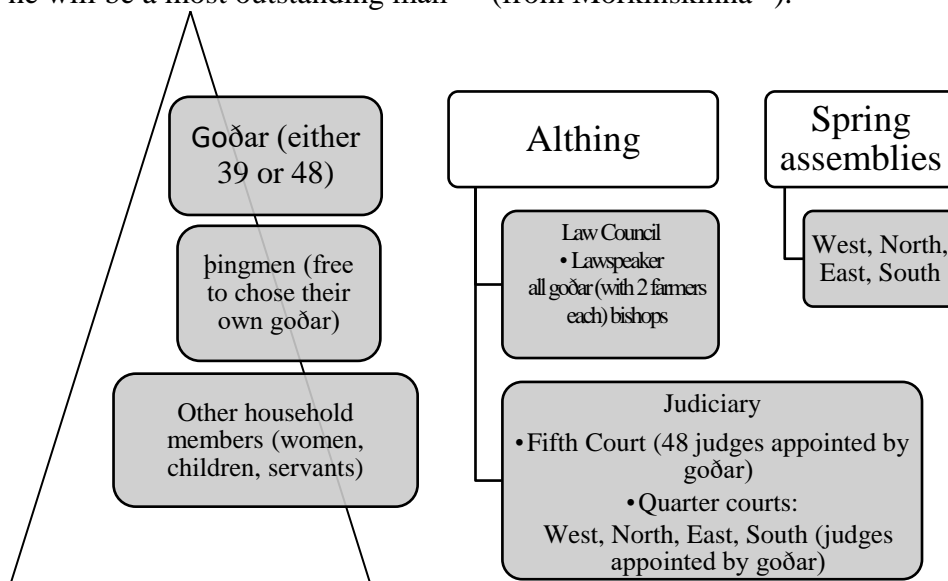 he will be a most outstanding man (from Morkinskinna ).
Goðar (either
39 or 48)
þingmen (free
to chose their
own goðar)
Other household
members (women,
children, servants)
Althing
Law Council
• Lawspeaker
all goðar (with 2 farmers
each) bishops
Judiciary
•Fifth Court (48 judges appointed by
goðar)
•Quarter courts:
West, North, East, South (judges
appointed by goðar)
Spring
assemblies
West, North,
East, South